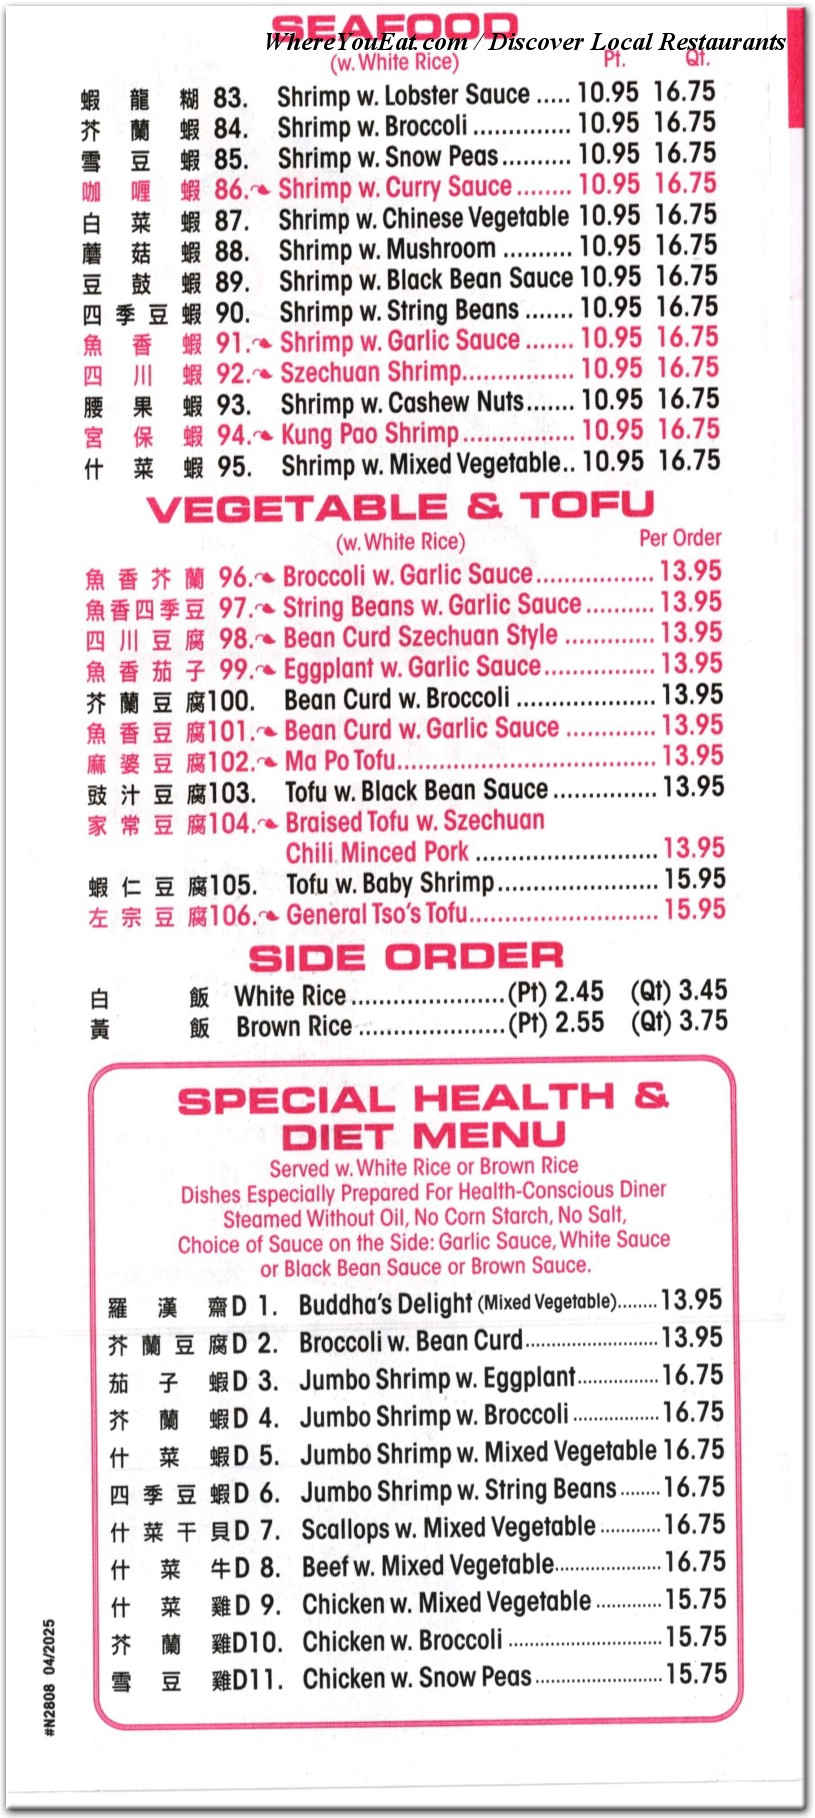 SEAFOOD
WhereYouEat.com / Discover Local Restaurants
(w. White Rice) Pt. Qt.
蝦龍糊 83. Shrimp w. Lobster Sauce ..... 10.95 16.75
芥蘭蝦 84. Shrimp w. Broccoli .............. 10.95 16.75
雪豆蝦 85. Shrimp w. Snow Peas.......... 10.95 16.75
咖喱蝦 86. Shrimp w. Curry Sauce ........ 10.95 16.75
白菜蝦 87. Shrimp w. Chinese Vegetable 10.95 16.75
蘑菇蝦 88. Shrimp w. Mushroom .......... 10.95 16.75
豆鼓蝦 89. Shrimp w. Black Bean Sauce 10.95 16.75
四季豆蝦 90. Shrimp w. String Beans ....... 10.95 16.75
魚香蝦 91. Shrimp w. Garlic Sauce ....... 10.95 16.75
四川蝦 92. Szechuan Shrimp................ 10.95 16.75
腰果蝦 93. Shrimp w. Cashew Nuts....... 10.95 16.75
宮保蝦 94. Kung Pao Shrimp................ 10.95 16.75
什菜蝦 95. Shrimp w. Mixed Vegetable.. 10.95 16.75
VEGETABLE & TOFU
(w. White Rice) Per Order
魚香芥蘭 96. Broccoli w. Garlic Sauce................. 13.95
魚香四季豆 97. String Beans w. Garlic Sauce .......... 13.95
四川豆腐 98. Bean Curd Szechuan Style ............. 13.95
魚香茄子 99. Eggplant w. Garlic Sauce................ 13.95
芥蘭豆腐 100. Bean Curd w. Broccoli .................... 13.95
魚香豆腐 101. Bean Curd w. Garlic Sauce ............. 13.95
麻婆豆腐 102. Ma Po Tofu..................................... 13.95
豉汁豆腐 103. Tofu w. Black Bean Sauce ............... 13.95
家常豆腐 104. Braised Tofu w. Szechuan
Chili Minced Pork .......................... 13.95
蝦仁豆腐 105. Tofu w. Baby Shrimp....................... 15.95
左宗豆腐 106. General Tso's Tofu........................... 15.95
SIDE ORDER
白飯 White Rice ......................(Pt) 2.45 (Qt) 3.45
黃飯 Brown Rice .....................(Pt) 2.55 (Qt) 3.75
SPECIAL HEALTH &
DIET MENU
Served w. White Rice or Brown Rice
Dishes Especially Prepared For Health-Conscious Diner
Steamed Without Oil, No Corn Starch, No Salt,
Choice of Sauce on the Side: Garlic Sauce, White Sauce
or Black Bean Sauce or Brown Sauce.
羅漢齋 D 1. Buddha's Delight (Mixed Vegetable)........ 13.95
芥蘭豆腐 D 2. Broccoli w. Bean Curd.......................... 13.95
茄子蝦 D 3. Jumbo Shrimp w. Eggplant................ 16.75
芥蘭蝦 D 4. Jumbo Shrimp w. Broccoli ................. 16.75
什菜蝦 D 5. Jumbo Shrimp w. Mixed Vegetable 16.75
四季豆蝦 D 6. Jumbo Shrimp w. String Beans ........ 16.75
什菜干貝 D 7. Scallops w. Mixed Vegetable ............ 16.75
什菜牛 D 8. Beef w. Mixed Vegetable..................... 16.75
什菜雞 D 9. Chicken w. Mixed Vegetable ............. 15.75
芥蘭雞 D10. Chicken w. Broccoli .............................. 15.75
雪豆雞 D11. Chicken w. Snow Peas ......................... 15.75
#N2808 04/2025